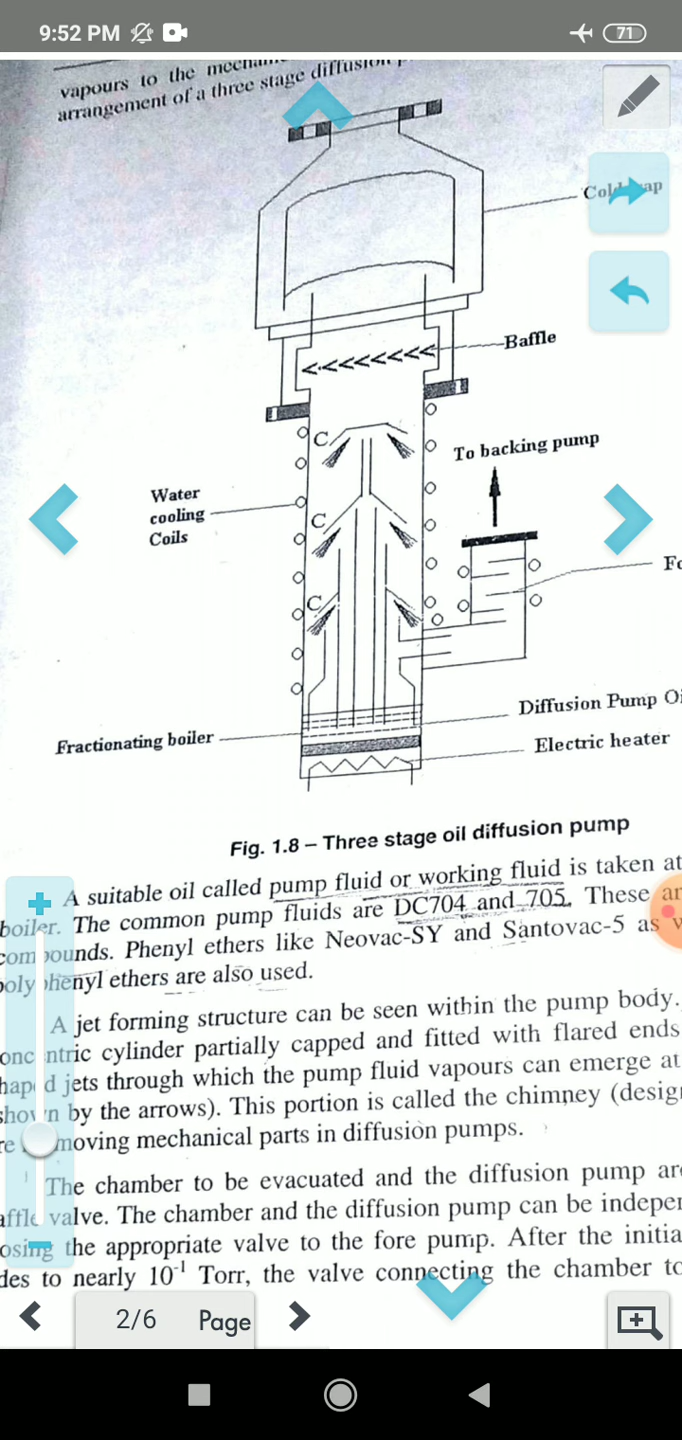 9:52 PM
71
vapours to the
arrangement of a three stage diffusion
Baffle
To backing pump
Water
cooling
Coils
C
C
C
Diffusion Pump
Fractionating boiler
Electric heater
Fig. 1.8 – Three stage oil diffusion pump
A suitable oil called pump fluid or working fluid is taken at
boiler. The common pump fluids are DC704 and 705. These
Phenyl ethers like Neovac-SY and Santovac-5 as
phenyl ethers are also used.
A jet forming structure can be seen within the pump body.
cylinder partially capped and fitted with flared ends
jets through which the pump fluid vapours can emerge at
by the arrows). This portion is called the chimney
moving mechanical parts in diffusion pumps.
The chamber to be evacuated and the diffusion pump
valve. The chamber and the diffusion pump can be
the appropriate valve to the fore pump. After the
to nearly 10⁻¹ Torr, the valve connecting the chamber to
2/6 Page